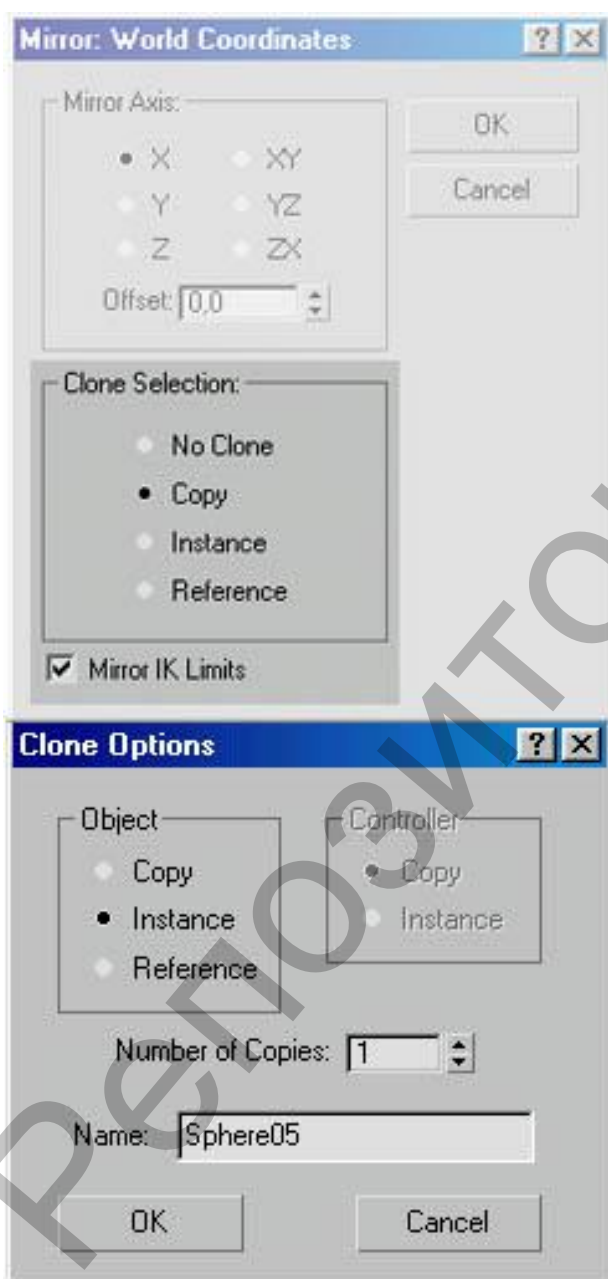 Mirror: World Coordinates
Mirror Axis:
OK
X XY
Cancel
Y YZ
Z ZX
Offset: 0,0
Clone Selection:
No Clone
Copy
Instance
Reference
Mirror IK Limits
Clone Options
Object Controller
Copy Copy
Instance Instance
Reference
Number of Copies: 1
Name: Sphere05
OK Cancel
Репозито